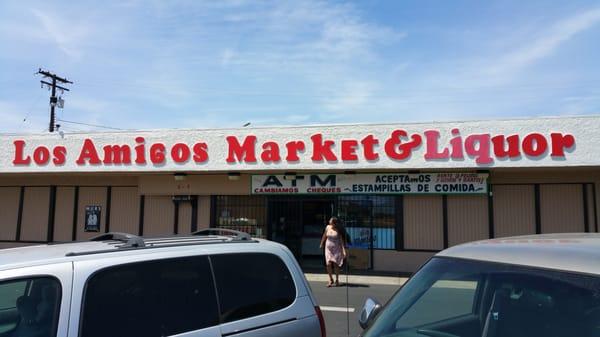 Los Amigos Market & Liquor
ATM
CAMBIAMOS CHEQUES
ACEPTAMOS
ESTAMPILLAS DE COMIDA